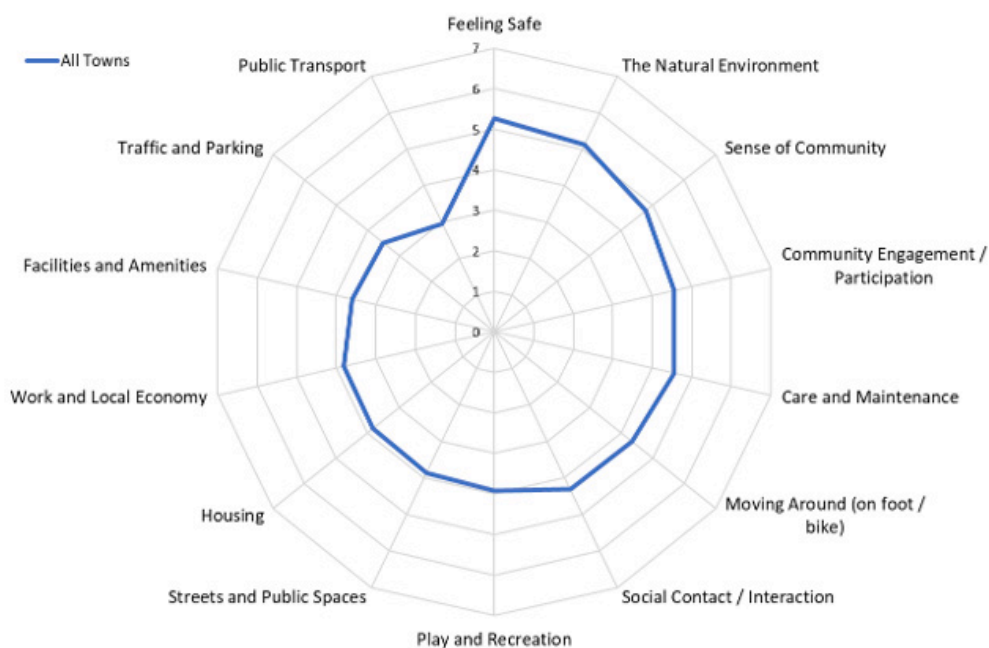 Feeling Safe
All Towns
Public Transport
The Natural Environment
Traffic and Parking
Sense of Community
Facilities and Amenities
Community Engagement /
Participation
Work and Local Economy
Care and Maintenance
Housing
Moving Around (on foot /
bike)
Streets and Public Spaces
Social Contact / Interaction
Play and Recreation
7
6
5
4
3
2
1
0